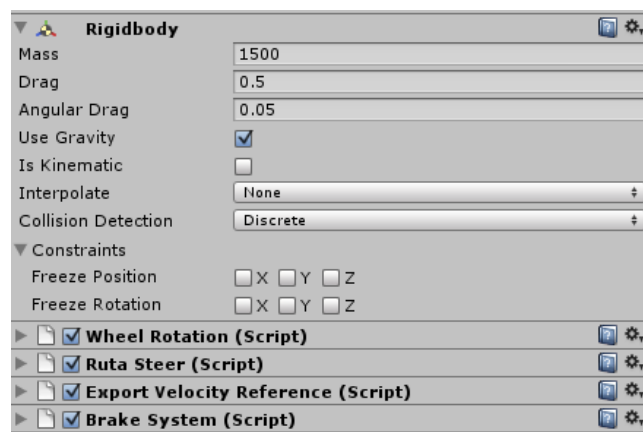 Rigidbody
Mass 1500
Drag 0.5
Angular Drag 0.05
Use Gravity
Is Kinematic
Interpolate None
Collision Detection Discrete
Constraints
Freeze Position X Y Z
Freeze Rotation X Y Z
Wheel Rotation (Script)
Ruta Steer (Script)
Export Velocity Reference (Script)
Brake System (Script)